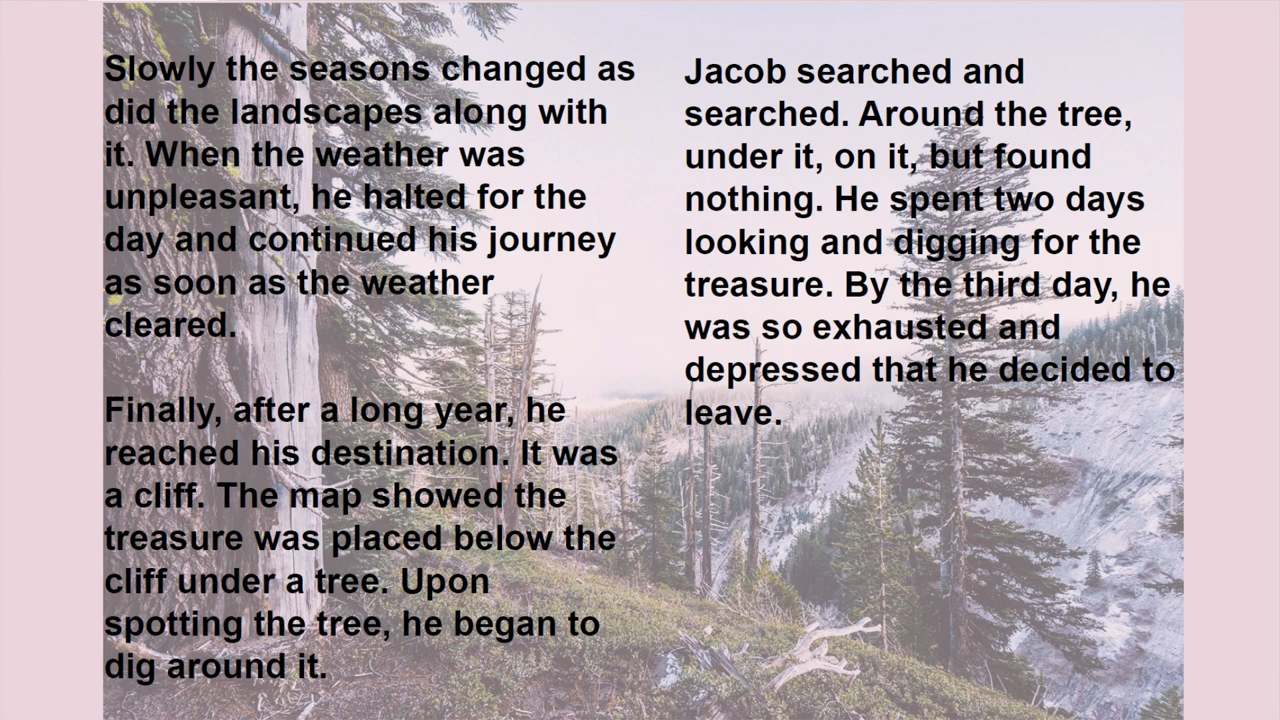 Slowly the seasons changed as
did the landscapes along with
it. When the weather was
unpleasant, he halted for the
day and continued his journey
as soon as the weather
cleared.
Finally, after a long year, he
reached his destination. It was
a cliff. The map showed the
treasure was placed below the
cliff under a tree. Upon
spotting the tree, he began to
dig around it.
Jacob searched and
searched. Around the tree,
under it, on it, but found
nothing. He spent two days
looking and digging for the
treasure. By the third day, he
was so exhausted and
depressed that he decided to
leave.